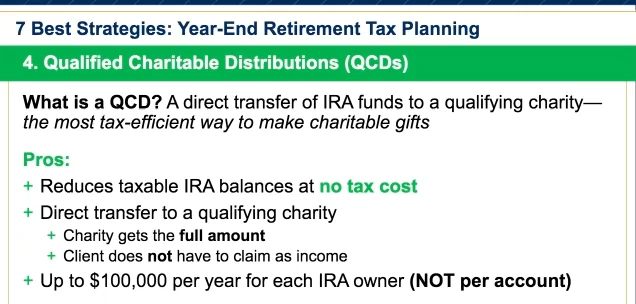 7 Best Strategies: Year-End Retirement Tax Planning
4. Qualified Charitable Distributions (QCDs)
What is a QCD? A direct transfer of IRA funds to a qualifying charity—
the most tax-efficient way to make charitable gifts
Pros:
+ Reduces taxable IRA balances at no tax cost
+ Direct transfer to a qualifying charity
+ Charity gets the full amount
+ Client does not have to claim as income
+ Up to $100,000 per year for each IRA owner (NOT per account)